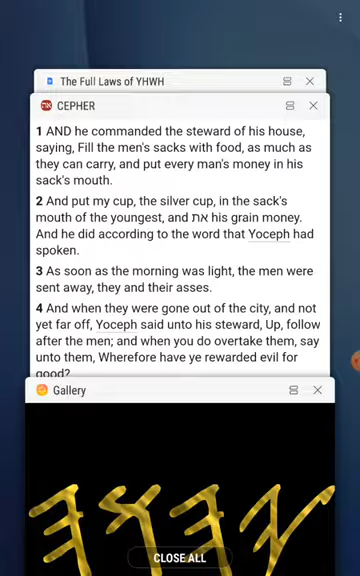 The Full Laws of YHWH
CEPHER
1 AND he commanded the steward of his house,
saying, Fill the men's sacks with food, as much as
they can carry, and put every man's money in his
sack's mouth.
2 And put my cup, the silver cup, in the sack's
mouth of the youngest, and את his grain money.
And he did according to the word that Yoceph had
spoken.
3 As soon as the morning was light, the men were
sent away, they and their asses.
4 And when they were gone out of the city, and not
yet far off, Yoceph said unto his steward, Up, follow
after the men; and when you do overtake them, say
unto them, Wherefore have ye rewarded evil for
good?
Gallery
𐤄𐤅𐤄𐤉
CLOSE ALL